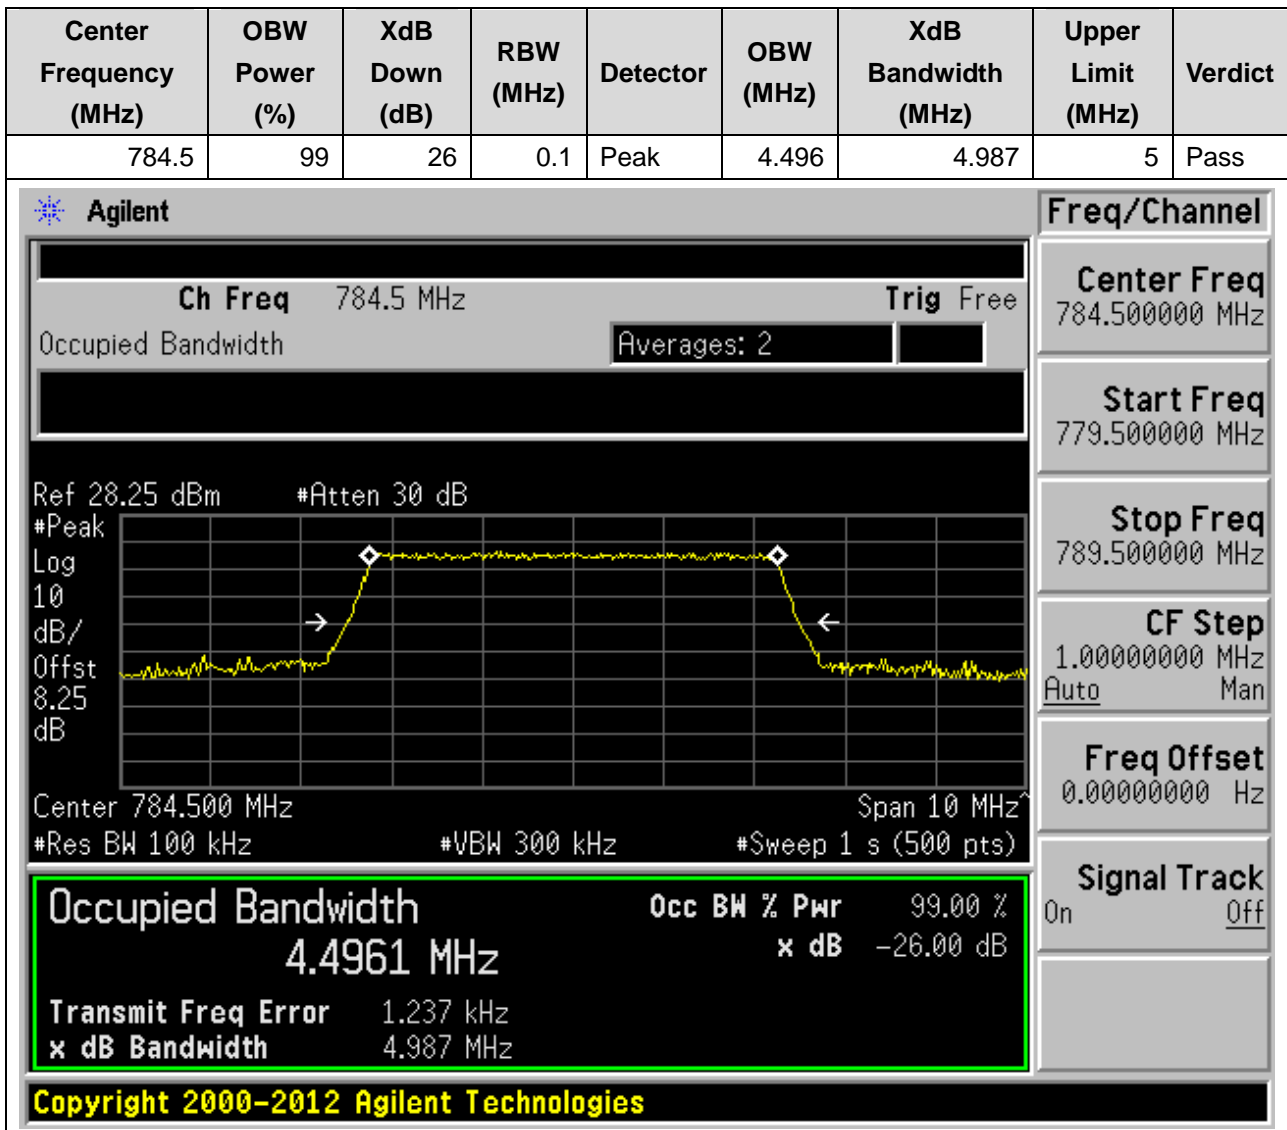 Center Frequency (MHz) OBW Power (%) XdB Down (dB) RBW (MHz) Detector OBW (MHz) XdB Bandwidth (MHz) Upper Limit (MHz) Verdict
784.5 99 26 0.1 Peak 4.496 4.987 5 Pass
Agilent
Ch Freq 784.5 MHz Trig Free
Occupied Bandwidth Averages: 2
Ref 28.25 dBm #Atten 30 dB
#Peak
Log
10
dB/
Offst
8.25
dB
Center 784.500 MHz Span 10 MHz^
#Res BW 100 kHz #VBW 300 kHz #Sweep 1 s (500 pts)
Occupied Bandwidth Occ BW % Pwr 99.00 %
4.4961 MHz x dB -26.00 dB
Transmit Freq Error 1.237 kHz
x dB Bandwidth 4.987 MHz
Copyright 2000-2012 Agilent Technologies
Freq/Channel
Center Freq
784.500000 MHz
Start Freq
779.500000 MHz
Stop Freq
789.500000 MHz
CF Step
1.00000000 MHz
Auto Man
Freq Offset
0.00000000 Hz
Signal Track
On Off